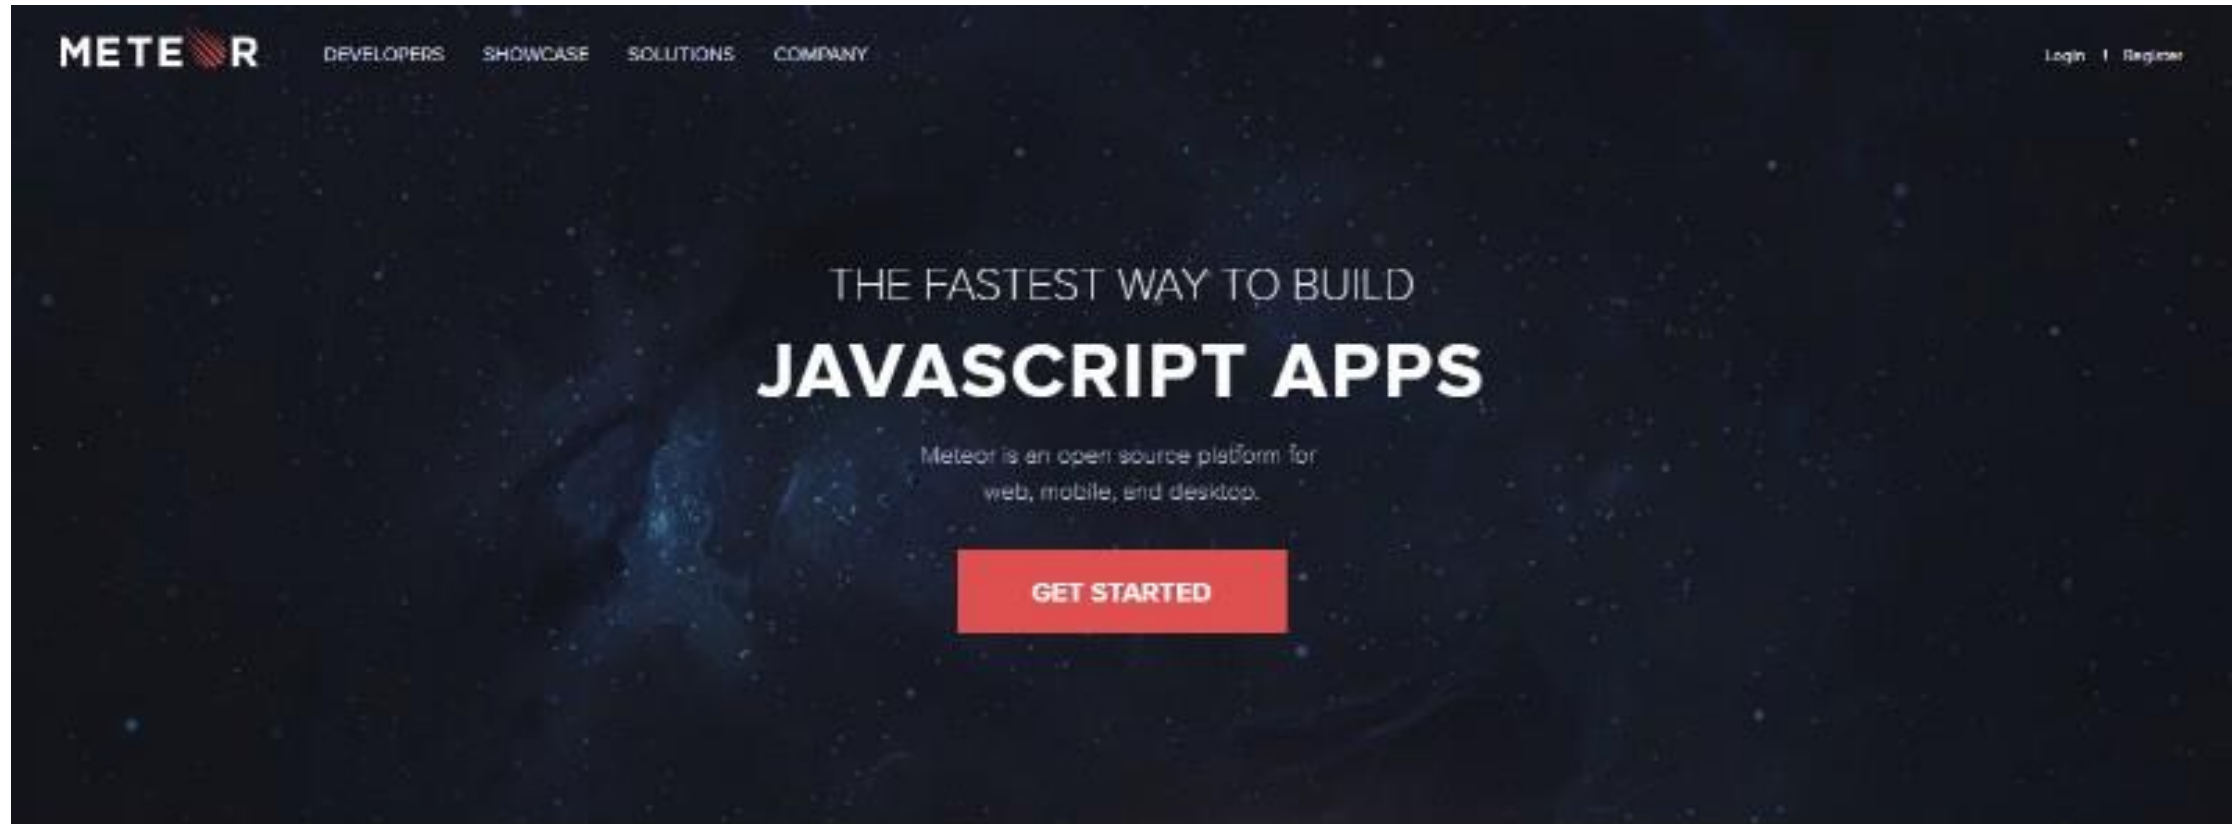 METEOR DEVELOPERS SHOWCASE SOLUTIONS COMPANY Login | Register
THE FASTEST WAY TO BUILD
JAVASCRIPT APPS
Meteor is an open source platform for
web, mobile, and desktop.
GET STARTED